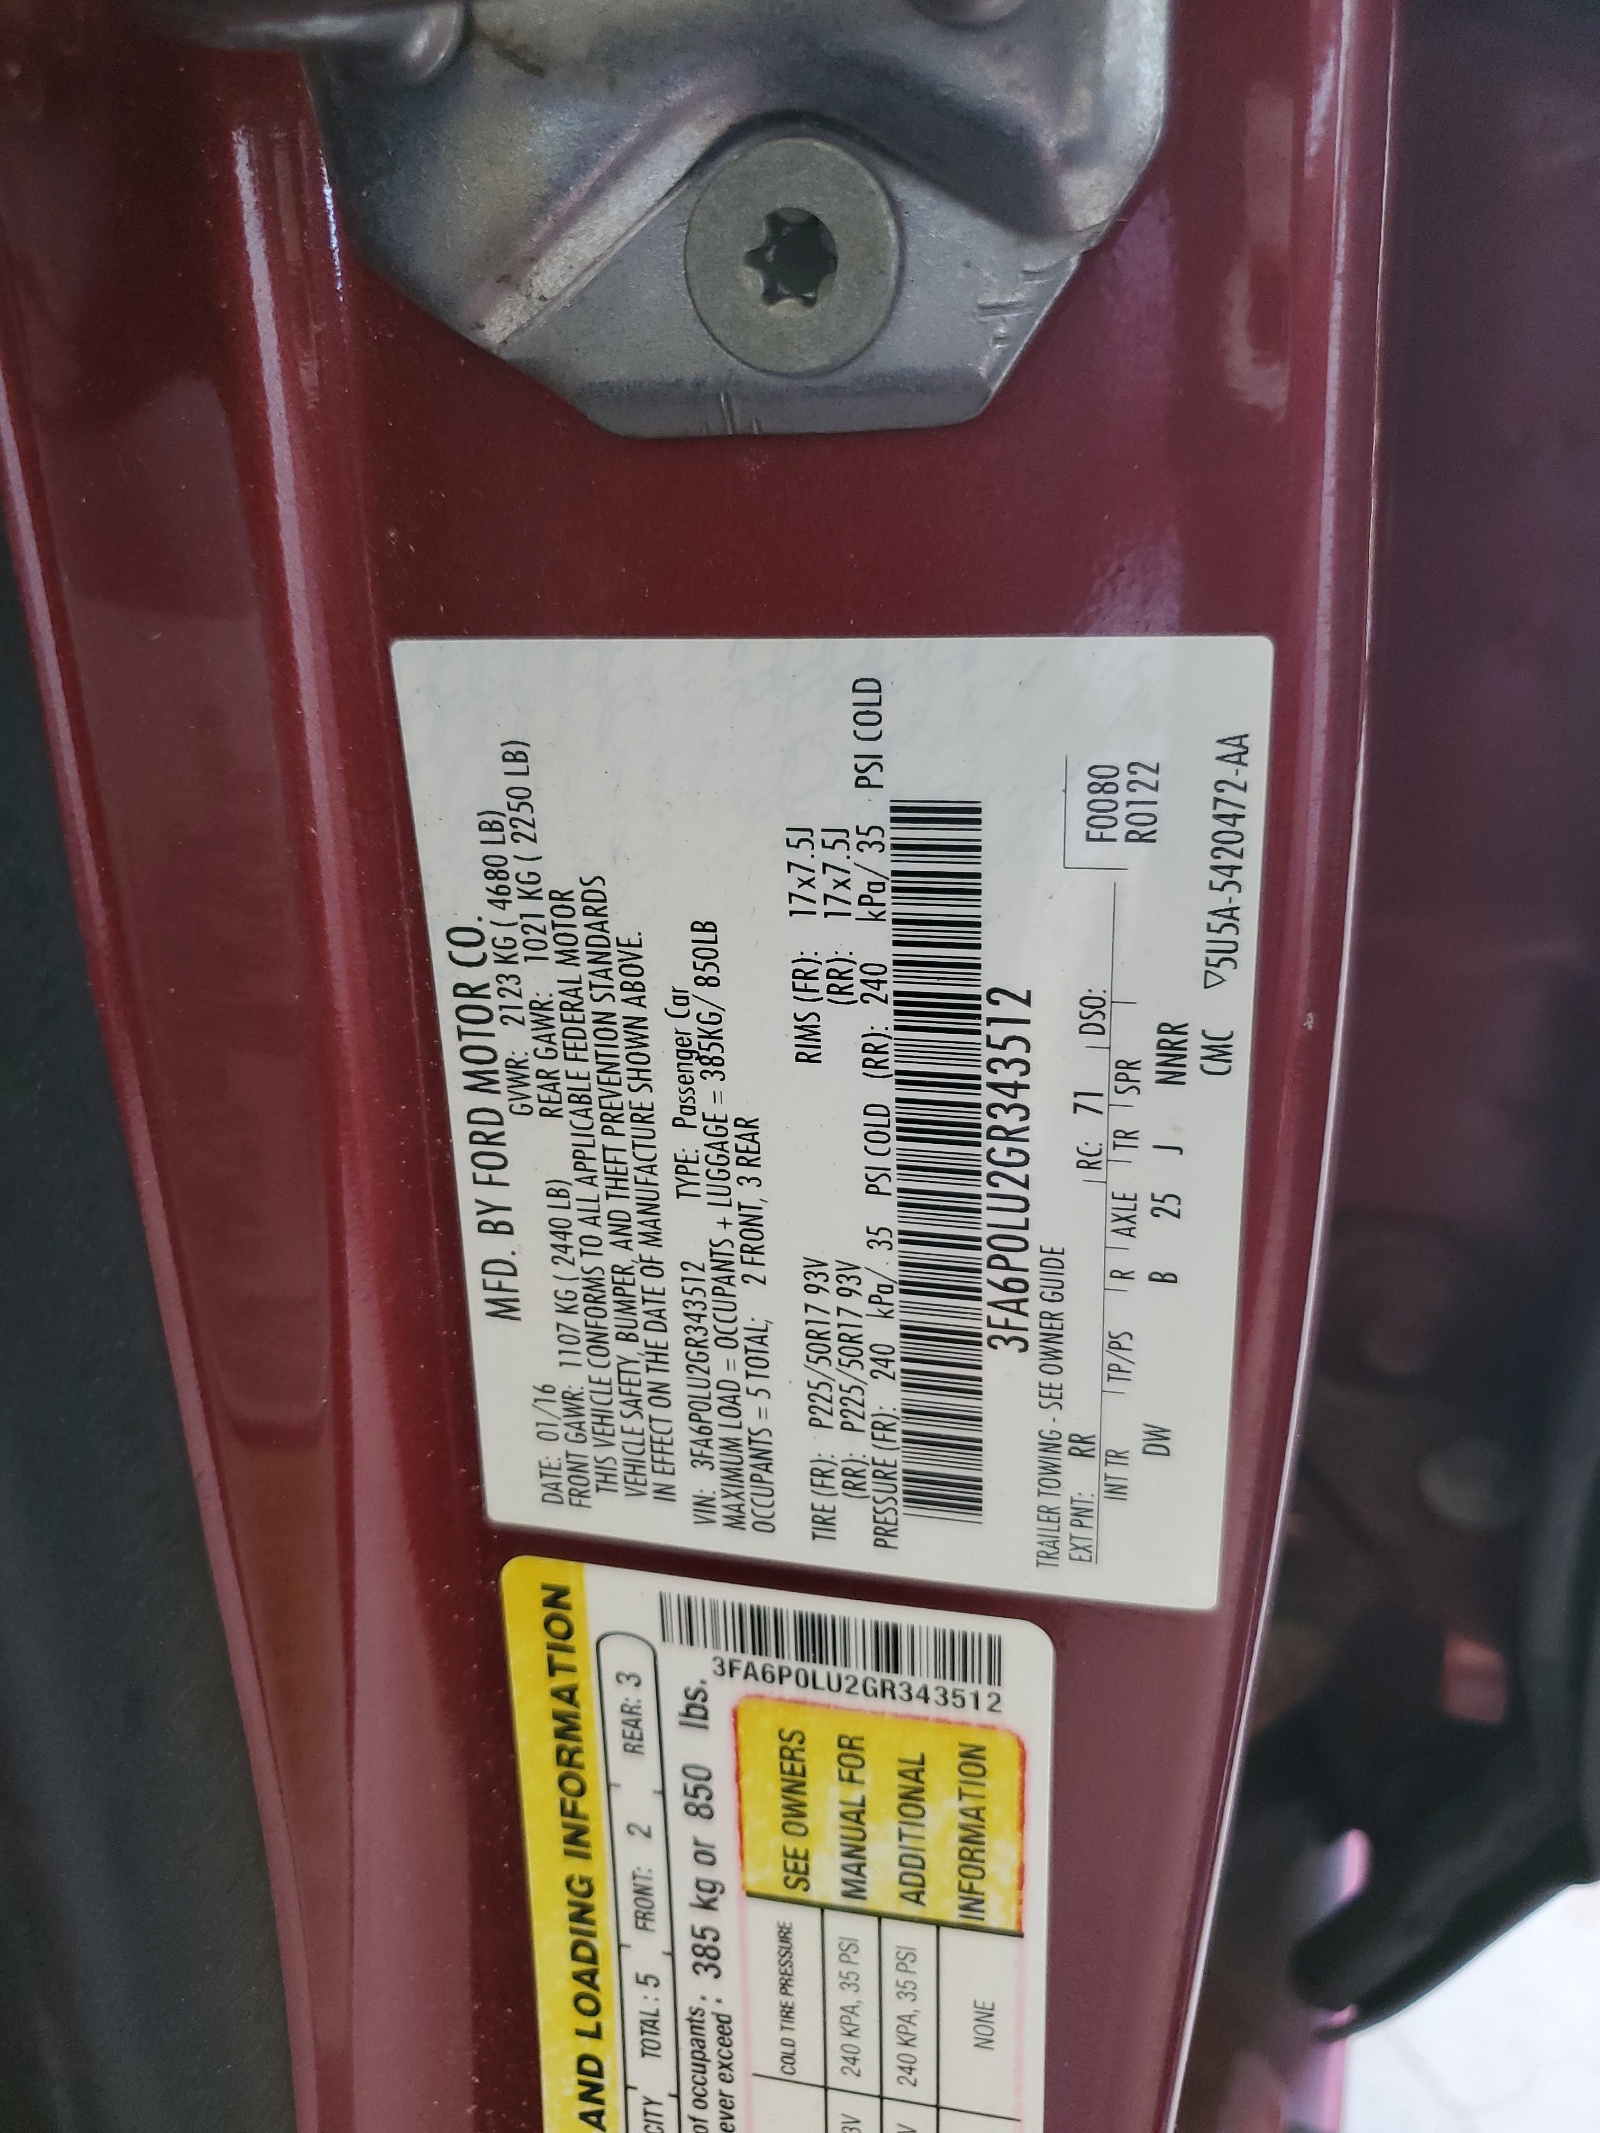 MFD. BY FORD MOTOR CO.
DATE: 01/16 GVWR: 2123 KG ( 4680 LB)
FRONT GAWR: 1107 KG ( 2440 LB) REAR GAWR: 1021 KG ( 2250 LB)
THIS VEHICLE CONFORMS TO ALL APPLICABLE FEDERAL MOTOR
VEHICLE SAFETY, BUMPER, AND THEFT PREVENTION STANDARDS
IN EFFECT ON THE DATE OF MANUFACTURE SHOWN ABOVE.
VIN: 3FA6P0LU2GR343512 TYPE: Passenger Car
MAXIMUM LOAD = OCCUPANTS + LUGGAGE = 385KG/ 850LB
OCCUPANTS = 5 TOTAL; 2 FRONT, 3 REAR
TIRE (FR): P225/50R17 93V RIMS (FR): 17x7.5J
(RR): P225/50R17 93V (RR): 17x7.5J
PRESSURE (FR): 240 kPa/ 35 PSI COLD (RR): 240 kPa/ 35 PSI COLD
3FA6P0LU2GR343512
TRAILER TOWING - SEE OWNER GUIDE
EXT PNT: RR RC: 71 DSO:
F0080
R0122
INT TR TP/PS R AXLE TR SPR
DW B 25 J NNRR
CMC ▽5U5A-5420472-AA
AND LOADING INFORMATION
CITY TOTAL : 5 FRONT: 2 REAR: 3
of occupants . 385 kg or 850 lbs.
ever exceed .
3FA6P0LU2GR343512
COLD TIRE PRESSURE
3V 240 KPA, 35 PSI
V 240 KPA, 35 PSI
NONE
SEE OWNERS
MANUAL FOR
ADDITIONAL
INFORMATION